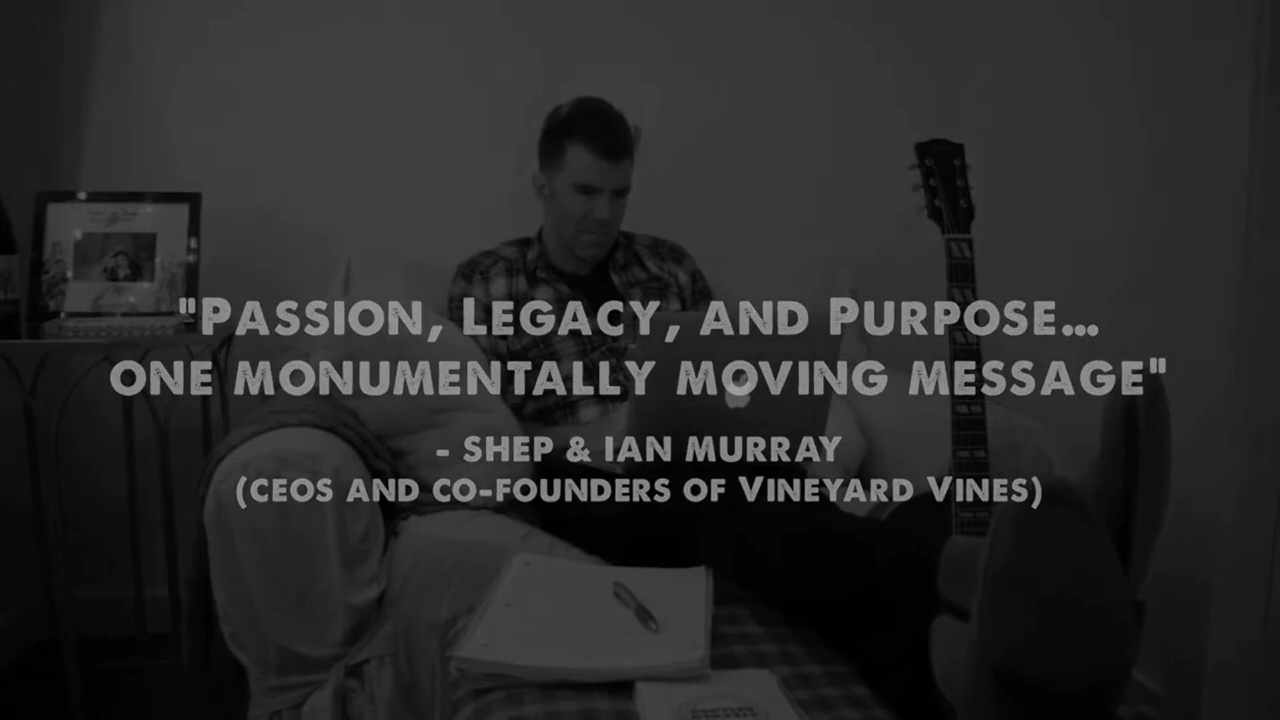 "Passion, Legacy, and Purpose...
one monumentally moving message"
- Shep & Ian Murray
(CEOs and co-founders of Vineyard Vines)